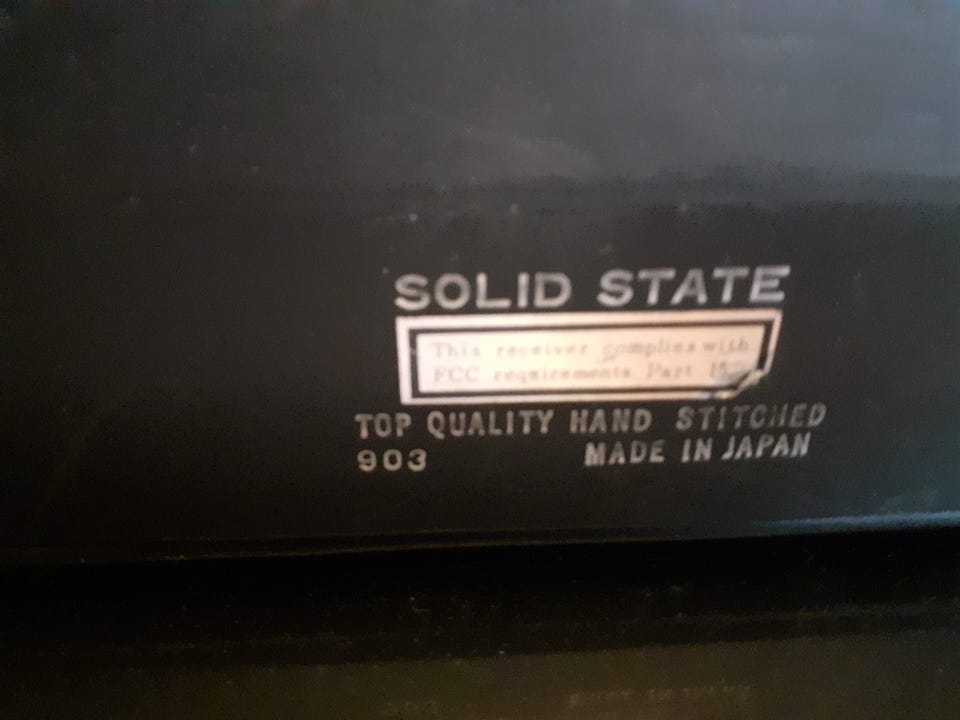 SOLID STATE
This receiver complies with
FCC requirements Part 15
TOP QUALITY HAND STITCHED
903 MADE IN JAPAN